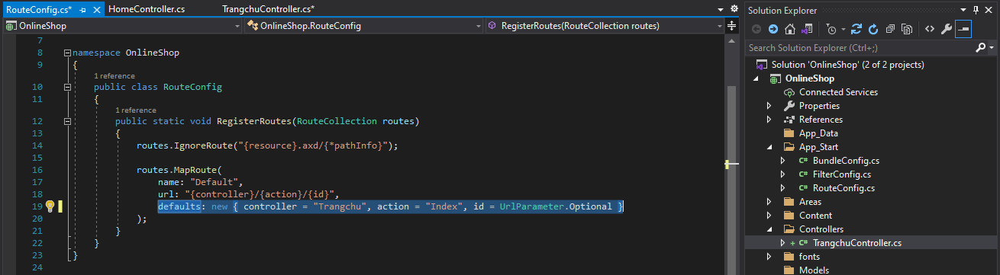 RouteConfig.cs*
HomeController.cs
TrangchuController.cs*
OnlineShop
OnlineShop.RouteConfig
RegisterRoutes(RouteCollection routes)
7
8 namespace OnlineShop
9 {
1 reference
10 public class RouteConfig
11 {
1 reference
12 public static void RegisterRoutes(RouteCollection routes)
13 {
14 routes.IgnoreRoute("{resource}.axd/{*pathInfo}");
15
16 routes.MapRoute(
17 name: "Default",
18 url: "{controller}/{action}/{id}",
19 defaults: new { controller = "Trangchu", action = "Index", id = UrlParameter.Optional }
20 );
21 }
22 }
23 }
24
Solution Explorer
Search Solution Explorer (Ctrl+;)
Solution 'OnlineShop' (2 of 2 projects)
OnlineShop
Connected Services
Properties
References
App_Data
App_Start
C# BundleConfig.cs
C# FilterConfig.cs
C# RouteConfig.cs
Areas
Content
Controllers
+ C# TrangchuController.cs
fonts
Models